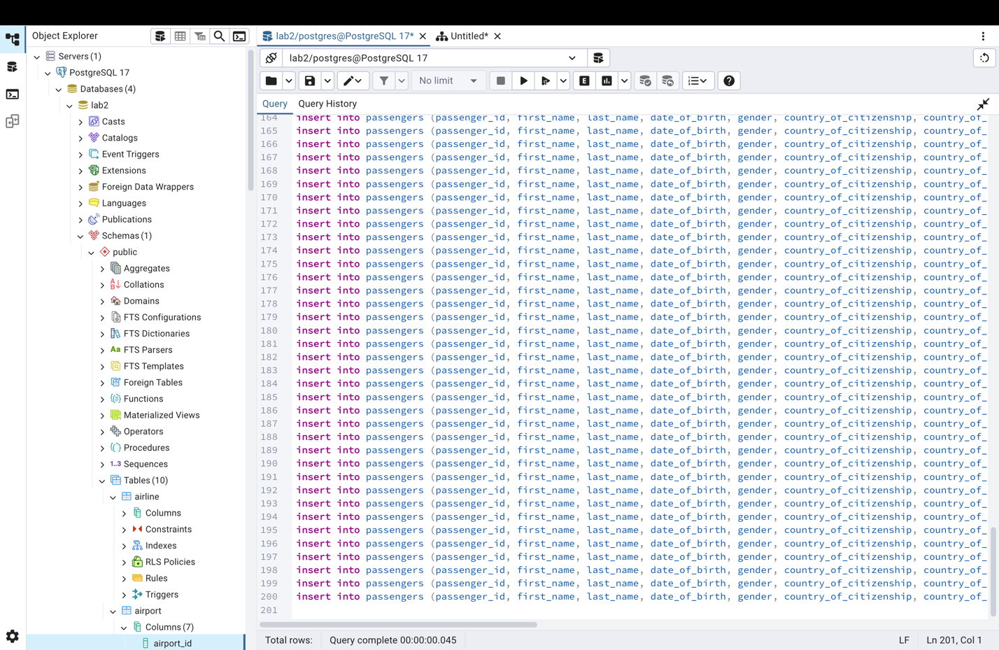 Object Explorer
Servers (1)
PostgreSQL 17
Databases (4)
lab2
Casts
Catalogs
Event Triggers
Extensions
Foreign Data Wrappers
Languages
Publications
Schemas (1)
public
Aggregates
Collations
Domains
FTS Configurations
FTS Dictionaries
Aa FTS Parsers
FTS Templates
Foreign Tables
Functions
Materialized Views
Operators
Procedures
1..3 Sequences
Tables (10)
airline
Columns
Constraints
Indexes
RLS Policies
Rules
Triggers
airport
Columns (7)
airport_id
lab2/postgres@PostgreSQL 17*
Untitled*
lab2/postgres@PostgreSQL 17
No limit
E
Query Query History
164 insert into passengers (passenger_id, first_name, last_name, date_of_birth, gender, country_of_citizenship, country_of_
165 insert into passengers (passenger_id, first_name, last_name, date_of_birth, gender, country_of_citizenship, country_of_
166 insert into passengers (passenger_id, first_name, last_name, date_of_birth, gender, country_of_citizenship, country_of_
167 insert into passengers (passenger_id, first_name, last_name, date_of_birth, gender, country_of_citizenship, country_of_
168 insert into passengers (passenger_id, first_name, last_name, date_of_birth, gender, country_of_citizenship, country_of_
169 insert into passengers (passenger_id, first_name, last_name, date_of_birth, gender, country_of_citizenship, country_of_
170 insert into passengers (passenger_id, first_name, last_name, date_of_birth, gender, country_of_citizenship, country_of_
171 insert into passengers (passenger_id, first_name, last_name, date_of_birth, gender, country_of_citizenship, country_of_
172 insert into passengers (passenger_id, first_name, last_name, date_of_birth, gender, country_of_citizenship, country_of_
173 insert into passengers (passenger_id, first_name, last_name, date_of_birth, gender, country_of_citizenship, country_of_
174 insert into passengers (passenger_id, first_name, last_name, date_of_birth, gender, country_of_citizenship, country_of_
175 insert into passengers (passenger_id, first_name, last_name, date_of_birth, gender, country_of_citizenship, country_of_
176 insert into passengers (passenger_id, first_name, last_name, date_of_birth, gender, country_of_citizenship, country_of_
177 insert into passengers (passenger_id, first_name, last_name, date_of_birth, gender, country_of_citizenship, country_of_
178 insert into passengers (passenger_id, first_name, last_name, date_of_birth, gender, country_of_citizenship, country_of_
179 insert into passengers (passenger_id, first_name, last_name, date_of_birth, gender, country_of_citizenship, country_of_
180 insert into passengers (passenger_id, first_name, last_name, date_of_birth, gender, country_of_citizenship, country_of_
181 insert into passengers (passenger_id, first_name, last_name, date_of_birth, gender, country_of_citizenship, country_of_
182 insert into passengers (passenger_id, first_name, last_name, date_of_birth, gender, country_of_citizenship, country_of_
183 insert into passengers (passenger_id, first_name, last_name, date_of_birth, gender, country_of_citizenship, country_of_
184 insert into passengers (passenger_id, first_name, last_name, date_of_birth, gender, country_of_citizenship, country_of_
185 insert into passengers (passenger_id, first_name, last_name, date_of_birth, gender, country_of_citizenship, country_of_
186 insert into passengers (passenger_id, first_name, last_name, date_of_birth, gender, country_of_citizenship, country_of_
187 insert into passengers (passenger_id, first_name, last_name, date_of_birth, gender, country_of_citizenship, country_of_
188 insert into passengers (passenger_id, first_name, last_name, date_of_birth, gender, country_of_citizenship, country_of_
189 insert into passengers (passenger_id, first_name, last_name, date_of_birth, gender, country_of_citizenship, country_of_
190 insert into passengers (passenger_id, first_name, last_name, date_of_birth, gender, country_of_citizenship, country_of_
191 insert into passengers (passenger_id, first_name, last_name, date_of_birth, gender, country_of_citizenship, country_of_
192 insert into passengers (passenger_id, first_name, last_name, date_of_birth, gender, country_of_citizenship, country_of_
193 insert into passengers (passenger_id, first_name, last_name, date_of_birth, gender, country_of_citizenship, country_of_
194 insert into passengers (passenger_id, first_name, last_name, date_of_birth, gender, country_of_citizenship, country_of_
195 insert into passengers (passenger_id, first_name, last_name, date_of_birth, gender, country_of_citizenship, country_of_
196 insert into passengers (passenger_id, first_name, last_name, date_of_birth, gender, country_of_citizenship, country_of_
197 insert into passengers (passenger_id, first_name, last_name, date_of_birth, gender, country_of_citizenship, country_of_
198 insert into passengers (passenger_id, first_name, last_name, date_of_birth, gender, country_of_citizenship, country_of_
199 insert into passengers (passenger_id, first_name, last_name, date_of_birth, gender, country_of_citizenship, country_of_
200 insert into passengers (passenger_id, first_name, last_name, date_of_birth, gender, country_of_citizenship, country_of_
201
Total rows: Query complete 00:00:00.045 LF Ln 201, Col 1